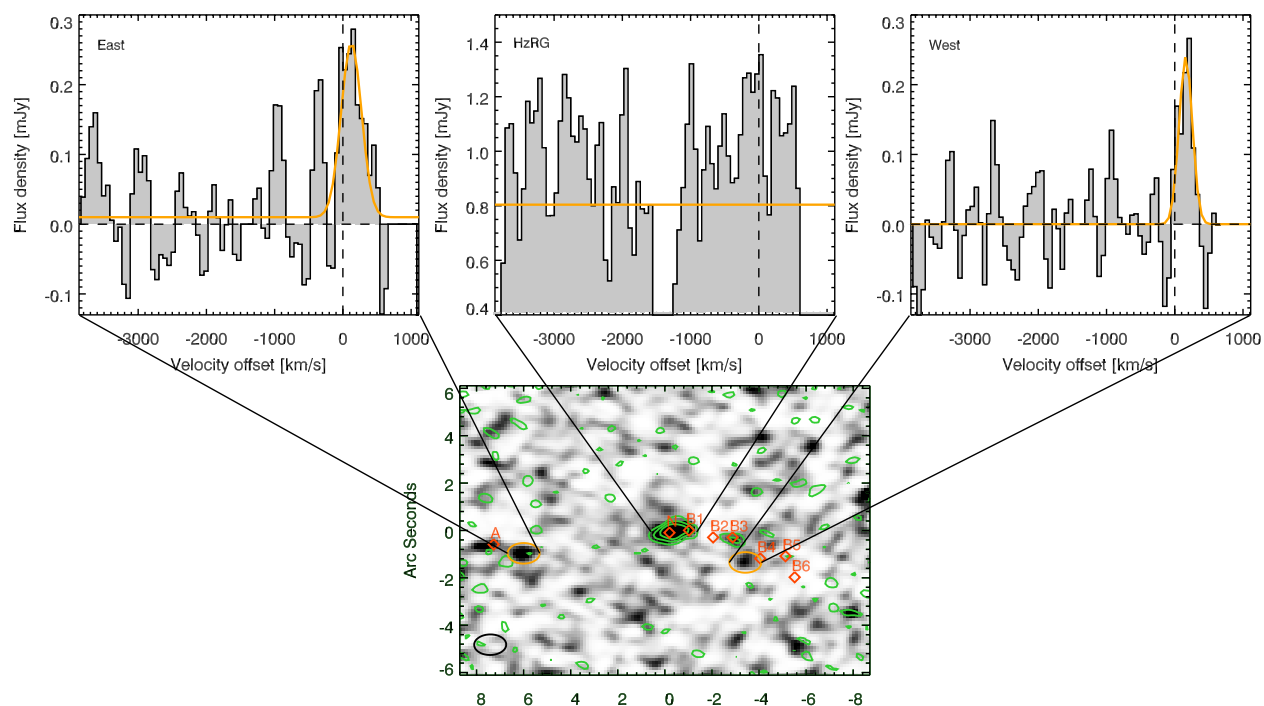 East
HzRG
West
Flux density [mJy]
0.3
0.2
0.1
0.0
-0.1
Flux density [mJy]
1.4
1.2
1.0
0.8
0.6
0.4
Flux density [mJy]
0.3
0.2
0.1
0.0
-0.1
-3000 -2000 -1000 0 1000
-3000 -2000 -1000 0 1000
-3000 -2000 -1000 0 1000
Velocity offset [km/s]
Velocity offset [km/s]
Velocity offset [km/s]
Arc Seconds
6
4
2
0
-2
-4
-6
A
B1
B2 B3
B4
B5
B6
8 6 4 2 0 -2 -4 -6 -8